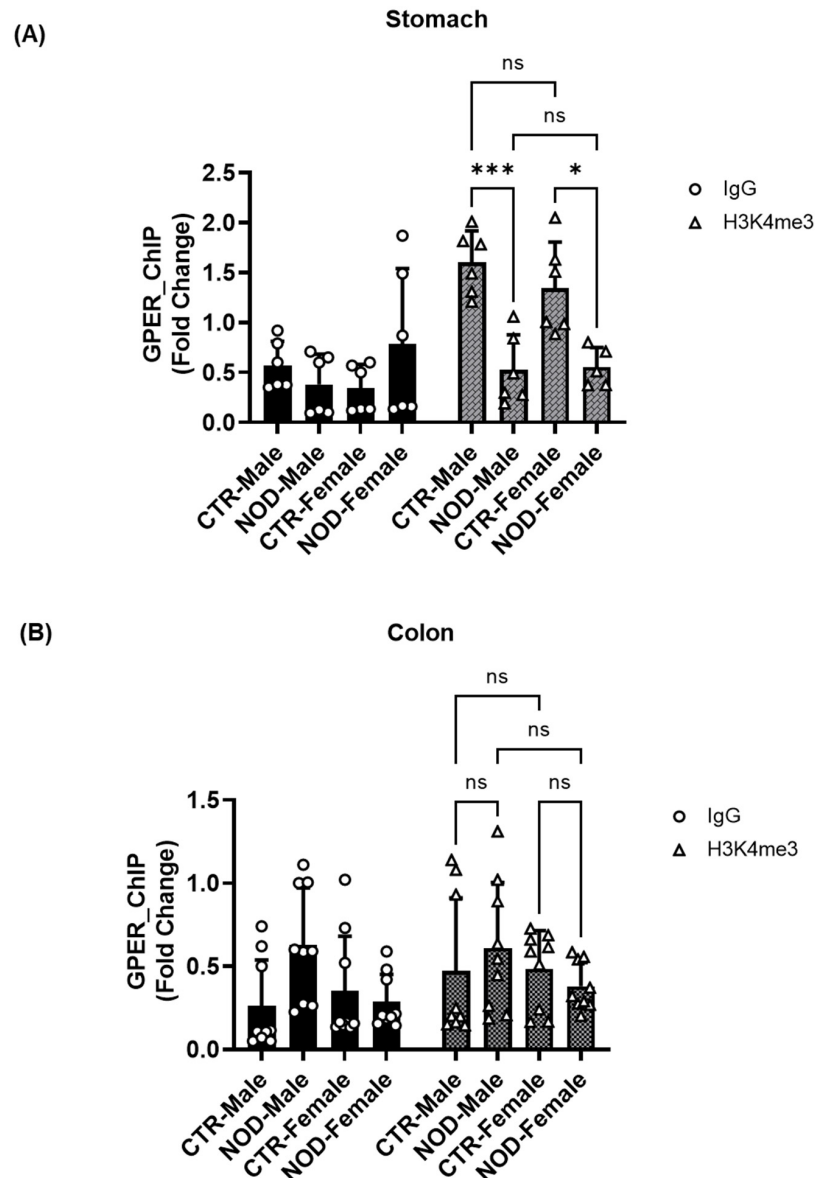 (A)
Stomach
ns
ns
*** *
2.5
2.0
1.5
1.0
0.5
0.0
GPER_ChIP
(Fold Change)
IgG
H3K4me3
CTR-Male
NOD-Male
CTR-Female
NOD-Female
CTR-Male
NOD-Male
CTR-Female
NOD-Female
(B)
Colon
ns
ns
ns ns
1.5
1.0
0.5
0.0
GPER_ChIP
(Fold Change)
IgG
H3K4me3
CTR-Male
NOD-Male
CTR-Female
NOD-Female
CTR-Male
NOD-Male
CTR-Female
NOD-Female